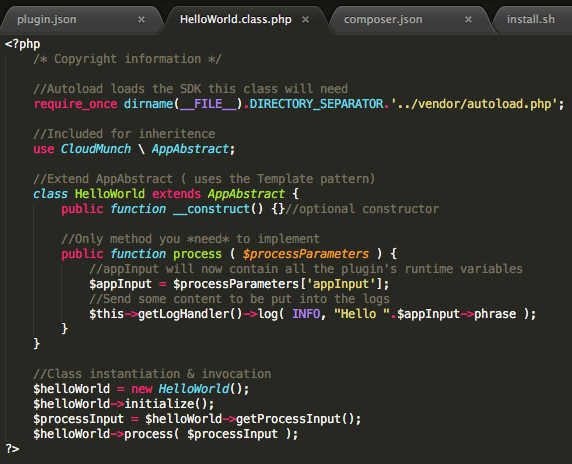 plugin.json × HelloWorld.class.php × composer.json × install.sh
<?php
/* Copyright information */
//Autoload loads the SDK this class will need
require_once dirname(__FILE__).DIRECTORY_SEPARATOR.'../vendor/autoload.php';
//Included for inheritence
use CloudMunch \ AppAbstract;
//Extend AppAbstract ( uses the Template pattern)
class HelloWorld extends AppAbstract {
public function __construct() {}//optional constructor
//Only method you *need* to implement
public function process ( $processParameters ) {
//appInput will now contain all the plugin's runtime variables
$appInput = $processParameters['appInput'];
//Send some content to be put into the logs
$this->getLogHandler()->log( INFO, "Hello ".$appInput->phrase );
}
}
//Class instantiation & invocation
$helloWorld = new HelloWorld();
$helloWorld->initialize();
$processInput = $helloWorld->getProcessInput();
$helloWorld->process( $processInput );
?>